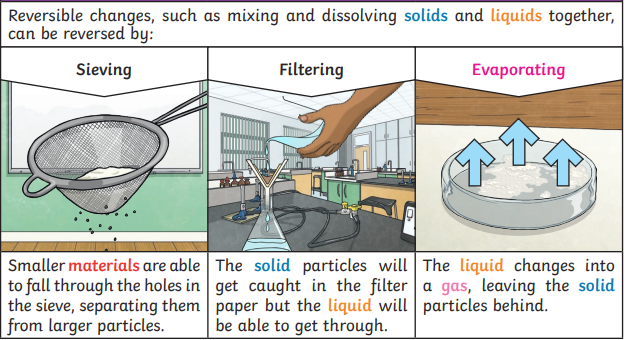 Reversible changes, such as mixing and dissolving solids and liquids together,
can be reversed by:
Sieving
Filtering
Evaporating
Smaller materials are able
to fall through the holes in
the sieve, separating them
from larger particles.
The solid particles will
get caught in the filter
paper but the liquid will
be able to get through.
The liquid changes into
a gas, leaving the solid
particles behind.